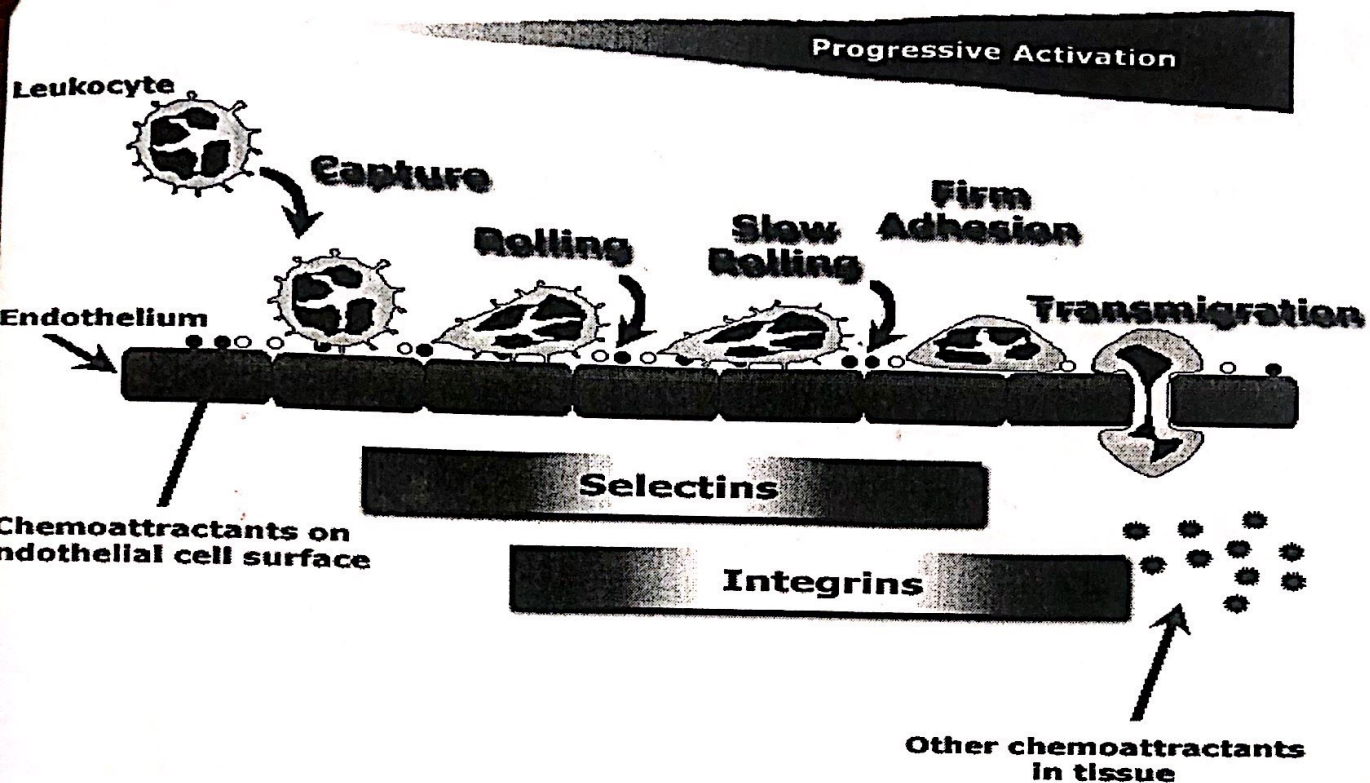 Progressive Activation
Leukocyte
Capture
Rolling
Slow
Rolling
Firm
Adhesion
Transmigration
Endothelium
Selectins
Chemoattractants on
ndothelial cell surface
Integrins
Other chemoattractants
in tissue